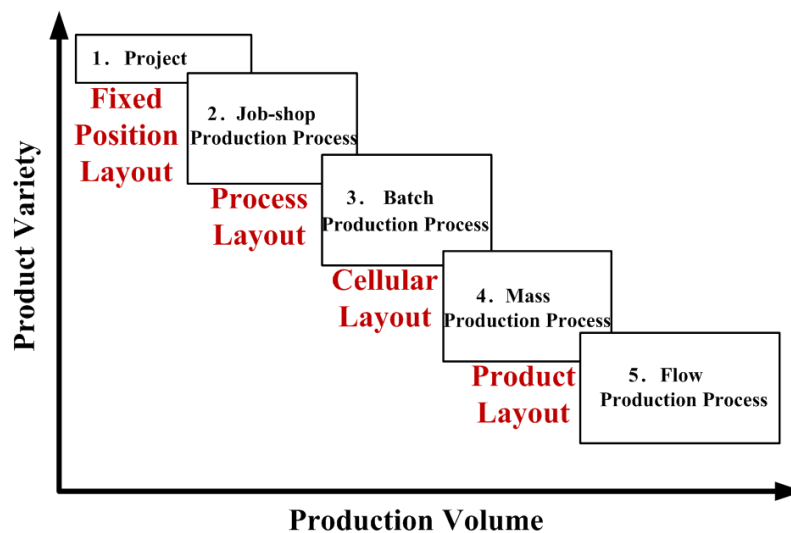 1. Project
Fixed
Position
Layout
2. Job-shop
Production Process
Process
Layout
3. Batch
Production Process
Cellular
Layout
4. Mass
Production Process
Product
Layout
5. Flow
Production Process
Product Variety
Production Volume